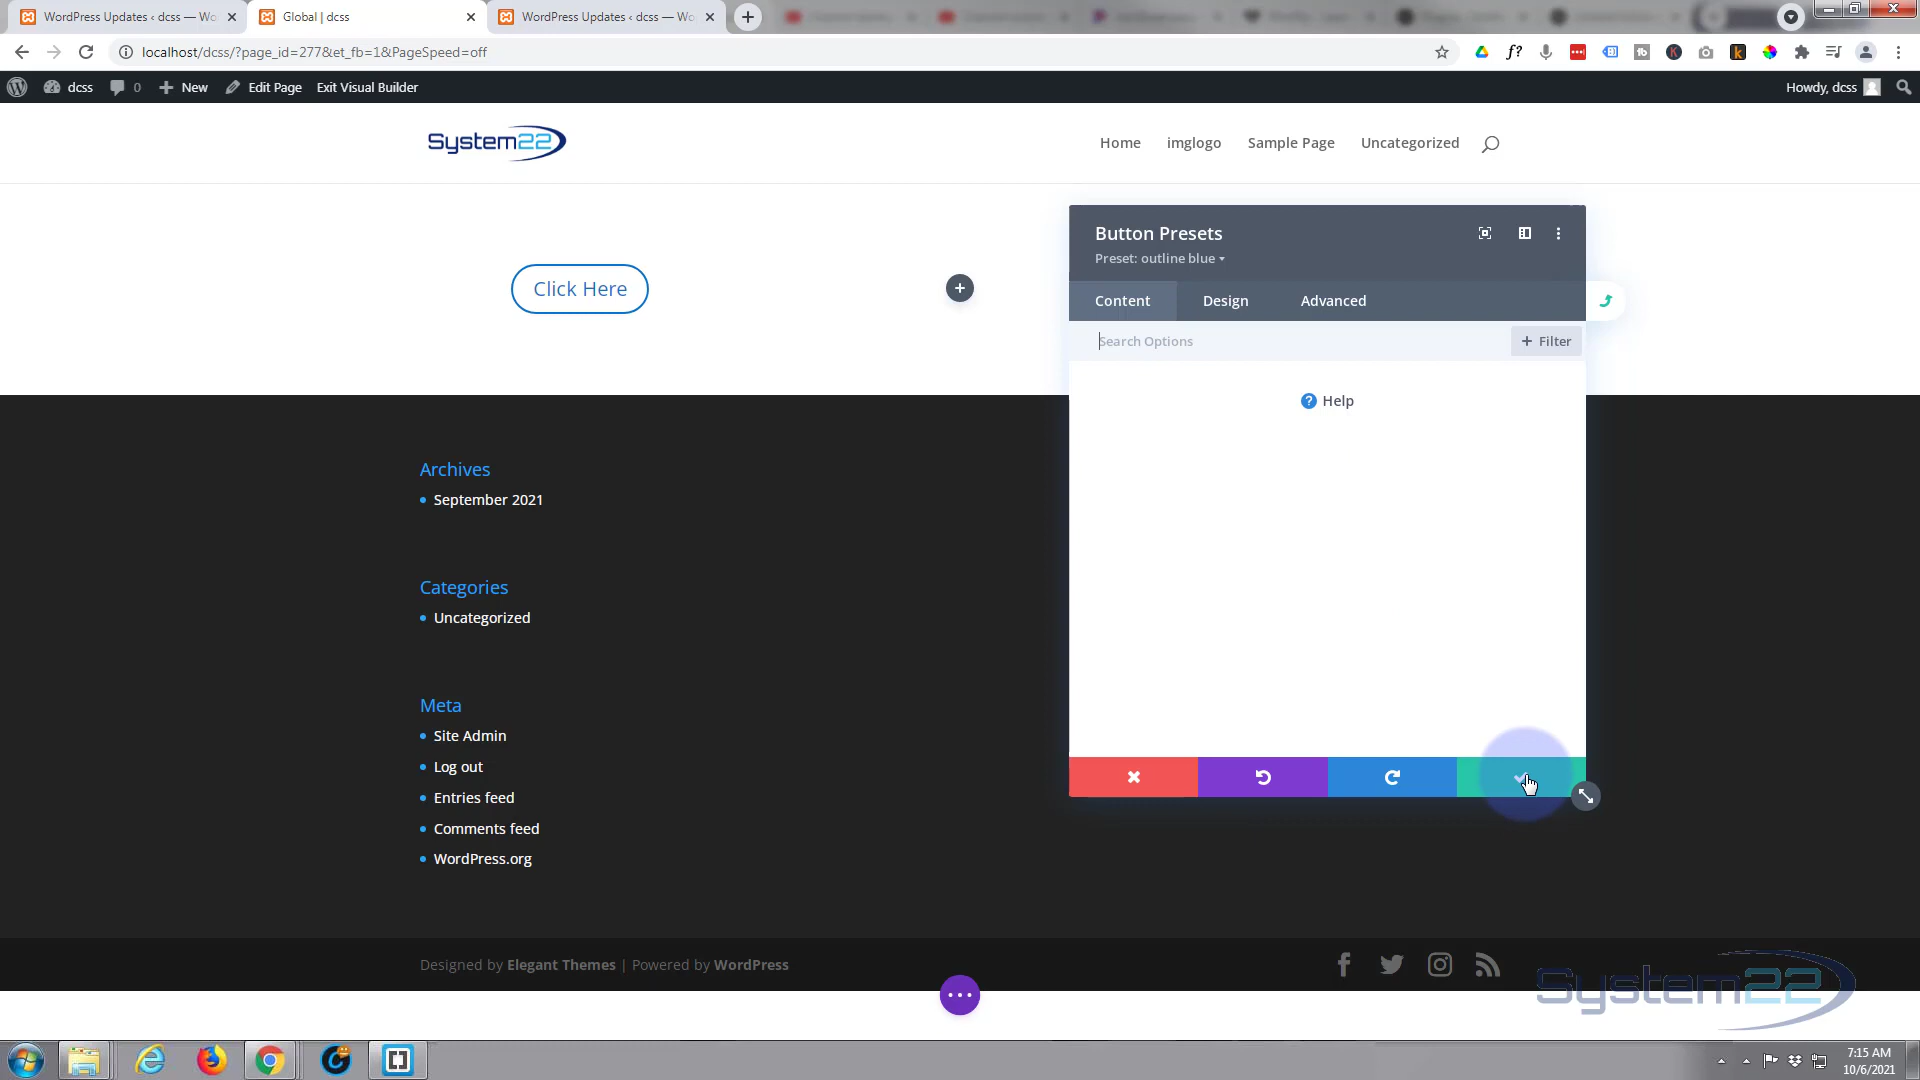 WordPress Updates ‹ dcss — Wo
Global | dcss
WordPress Updates ‹ dcss — Wo
localhost/dcss/?page_id=277&et_fb=1&PageSpeed=off
dcss
0
New
Edit Page
Exit Visual Builder
Howdy, dcss
System22
Home
imglogo
Sample Page
Uncategorized
Click Here
Button Presets
Preset: outline blue
Content
Design
Advanced
Search Options
+ Filter
Help
Archives
September 2021
Categories
Uncategorized
Meta
Site Admin
Log out
Entries feed
Comments feed
WordPress.org
Designed by Elegant Themes | Powered by WordPress
System22
7:15 AM
10/6/2021